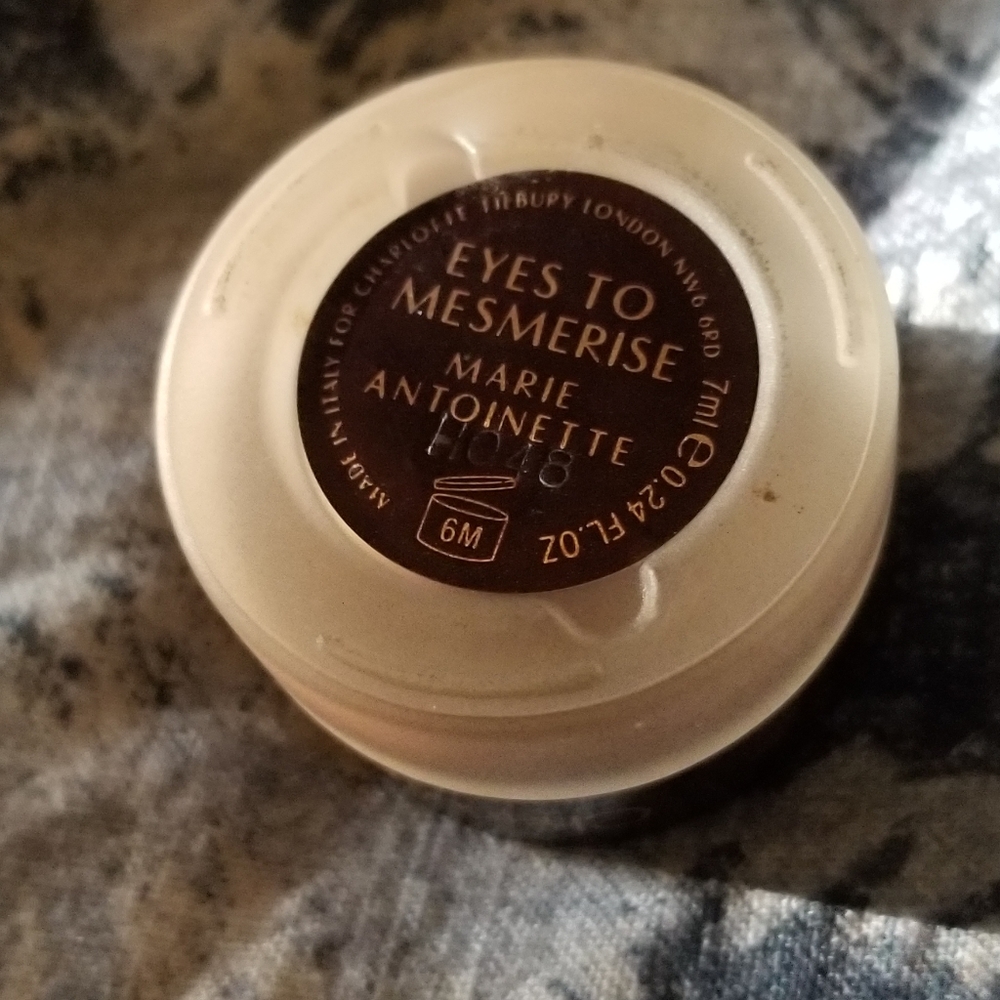 MADE IN ITALY FOR CHARLOTTE TILBURY LONDON NW6 6RD 7ml e 0.24 FL.OZ
EYES TO
MESMERISE
MARIE
ANTOINETTE
H048
6M